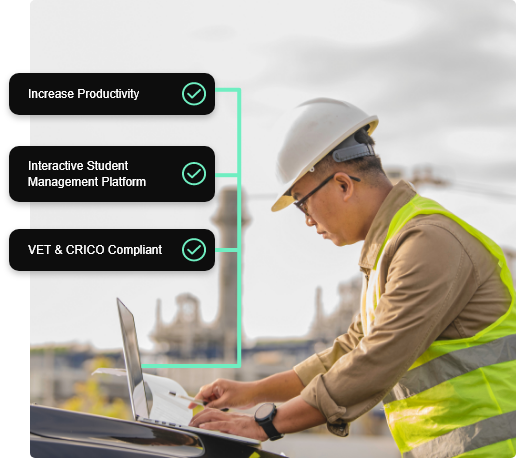 Increase Productivity
Interactive Student
Management Platform
VET & CRICO Compliant